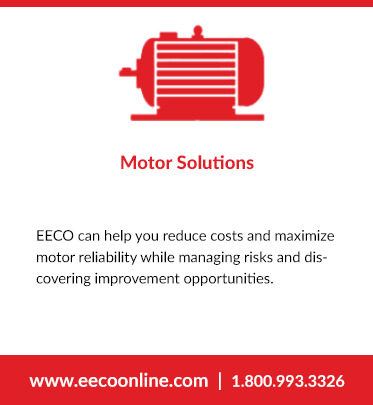 Motor Solutions
EECO can help you reduce costs and maximize
motor reliability while managing risks and dis-
covering improvement opportunities.
www.eecoonline.com | 1.800.993.3326